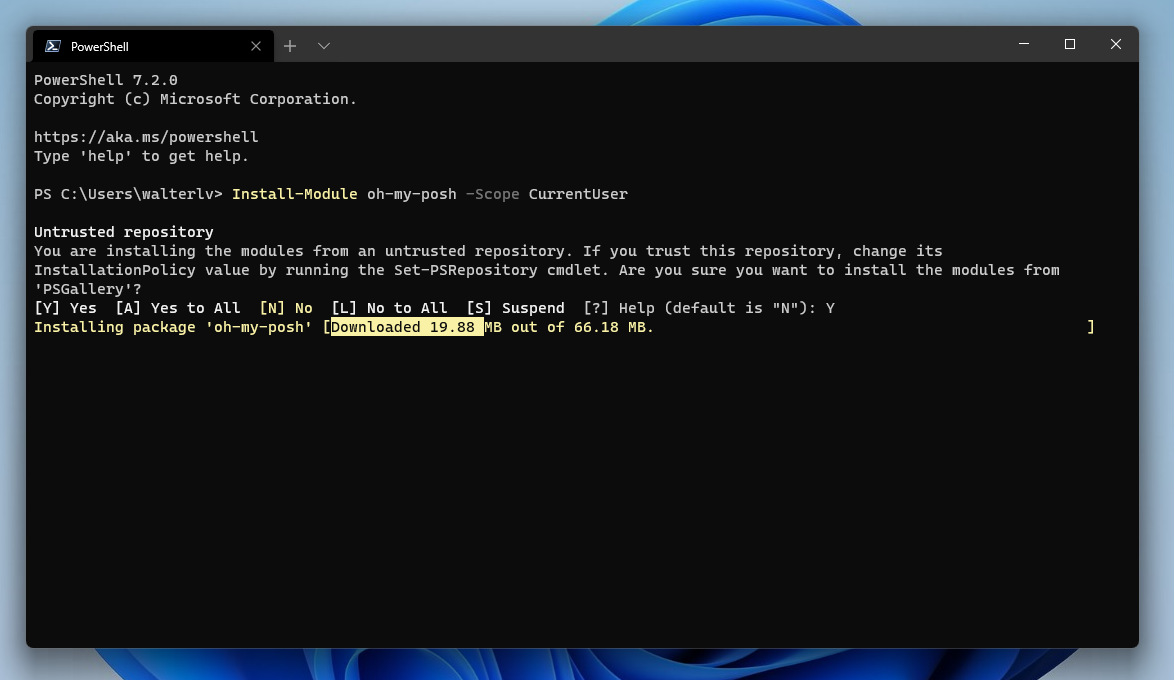 PowerShell
PowerShell 7.2.0
Copyright (c) Microsoft Corporation.
https://aka.ms/powershell
Type 'help' to get help.
PS C:\Users\walterlv> Install-Module oh-my-posh -Scope CurrentUser
Untrusted repository
You are installing the modules from an untrusted repository. If you trust this repository, change its
InstallationPolicy value by running the Set-PSRepository cmdlet. Are you sure you want to install the modules from
'PSGallery'?
[Y] Yes  [A] Yes to All  [N] No  [L] No to All  [S] Suspend  [?] Help (default is "N"): Y
Installing package 'oh-my-posh' [Downloaded 19.88 MB out of 66.18 MB.                                                ]